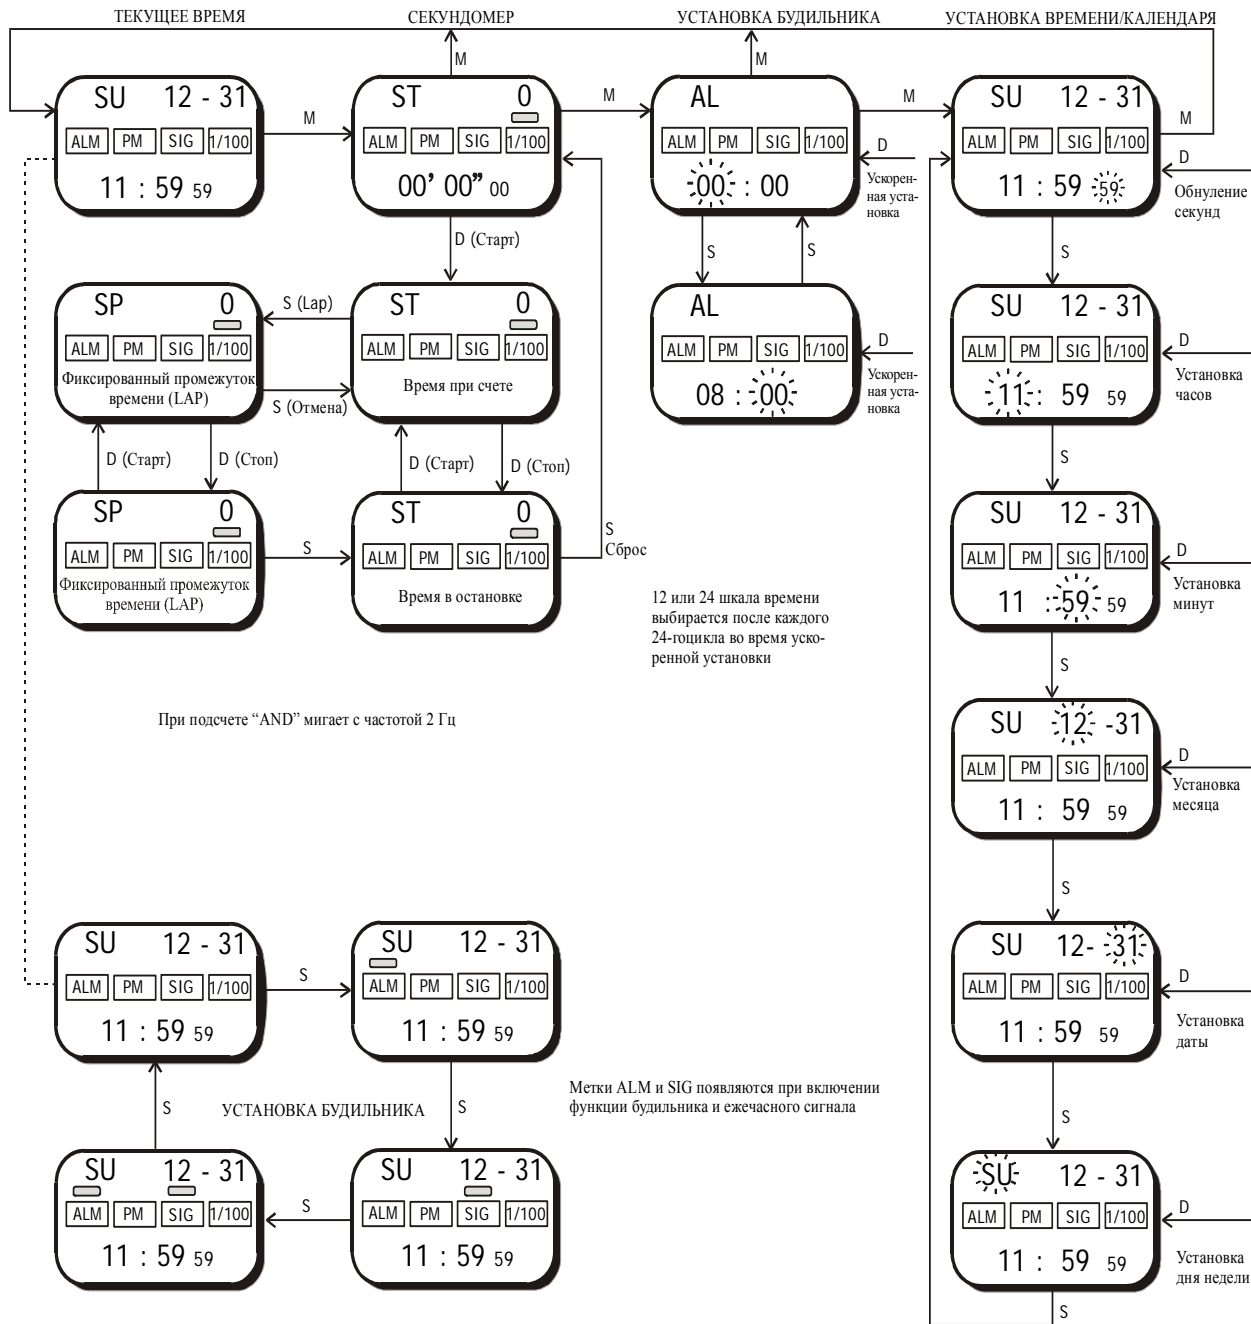 ТЕКУЩЕЕ ВРЕМЯ
СЕКУНДОМЕР
УСТАНОВКА БУДИЛЬНИКА
УСТАНОВКА ВРЕМЕНИ/КАЛЕНДАРЯ
M
M
SU 12 - 31
ALM PM SIG 1/100
11 : 59 59
M
ST 0
ALM PM SIG 1/100
00' 00" 00
M
AL
ALM PM SIG 1/100
00 : 00
D
Ускорен-
ная уста-
новка
M
SU 12 - 31
ALM PM SIG 1/100
11 : 59 59
M
D
Обнуление
секунд
D (Старт)
S
S
S
SP 0
ALM PM SIG 1/100
Фиксированный промежуток
времени (LAP)
S (Lap)
S (Отмена)
ST 0
ALM PM SIG 1/100
Время при счете
AL
ALM PM SIG 1/100
08 : 00
D
Ускорен-
ная уста-
новка
SU 12 - 31
ALM PM SIG 1/100
11 : 59 59
D
Установка
часов
D (Старт)
D (Стоп)
D (Старт)
D (Стоп)
S
SP 0
ALM PM SIG 1/100
Фиксированный промежуток
времени (LAP)
S
ST 0
ALM PM SIG 1/100
Время в остановке
S
Сброс
12 или 24 шкала времени
выбирается после каждого
24-гоцикла во время уско-
ренной установки
SU 12 - 31
ALM PM SIG 1/100
11 : 59 59
D
Установка
минут
S
При подсчете “AND” мигает с частотой 2 Гц
SU 12 -31
ALM PM SIG 1/100
11 : 59 59
D
Установка
месяца
S
SU 12 - 31
ALM PM SIG 1/100
11 : 59 59
S
SU 12 - 31
ALM PM SIG 1/100
11 : 59 59
SU 12- 31
ALM PM SIG 1/100
11 : 59 59
D
Установка
даты
S
УСТАНОВКА БУДИЛЬНИКА
S
Метки ALM и SIG появляются при включении
функции будильника и ежечасного сигнала
S
SU 12 - 31
ALM PM SIG 1/100
11 : 59 59
S
SU 12 - 31
ALM PM SIG 1/100
11 : 59 59
SU 12 - 31
ALM PM SIG 1/100
11 : 59 59
D
Установка
дня недели
S